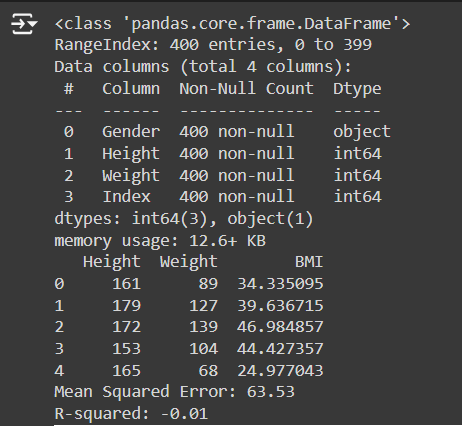 <class 'pandas.core.frame.DataFrame'>
RangeIndex: 400 entries, 0 to 399
Data columns (total 4 columns):
 #   Column  Non-Null Count  Dtype
---  ------  --------------  -----
 0   Gender  400 non-null    object
 1   Height  400 non-null    int64
 2   Weight  400 non-null    int64
 3   Index   400 non-null    int64
dtypes: int64(3), object(1)
memory usage: 12.6+ KB
   Height  Weight        BMI
0     161      89  34.335095
1     179     127  39.636715
2     172     139  46.984857
3     153     104  44.427357
4     165      68  24.977043
Mean Squared Error: 63.53
R-squared: -0.01